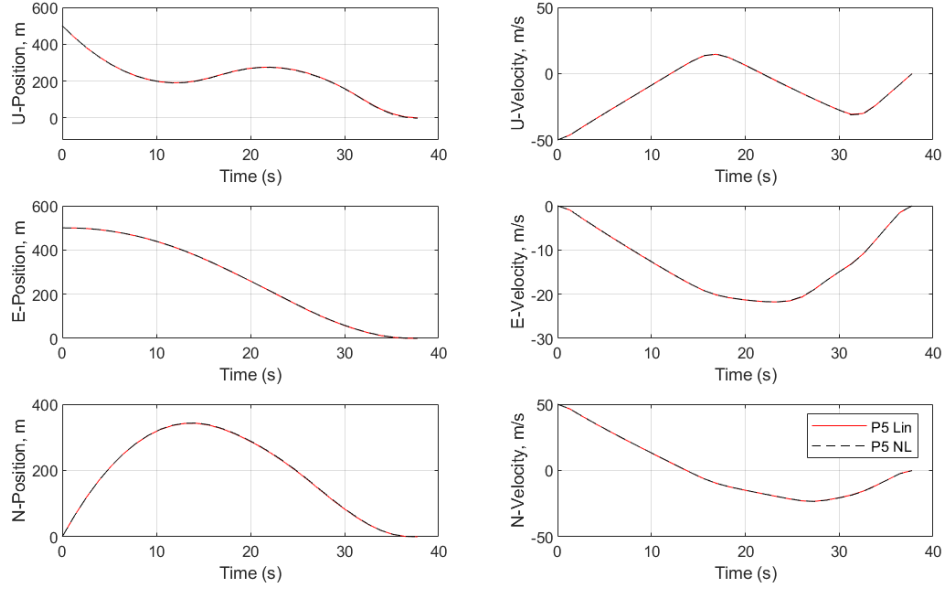 600
400
200
0
U-Position, m
0 10 20 30 40
Time (s)
50
0
-50
U-Velocity, m/s
0 10 20 30 40
Time (s)
600
400
200
0
E-Position, m
0 10 20 30 40
Time (s)
0
-10
-20
-30
E-Velocity, m/s
0 10 20 30 40
Time (s)
400
200
0
N-Position, m
0 10 20 30 40
Time (s)
50
0
-50
N-Velocity, m/s
P5 Lin
P5 NL
0 10 20 30 40
Time (s)